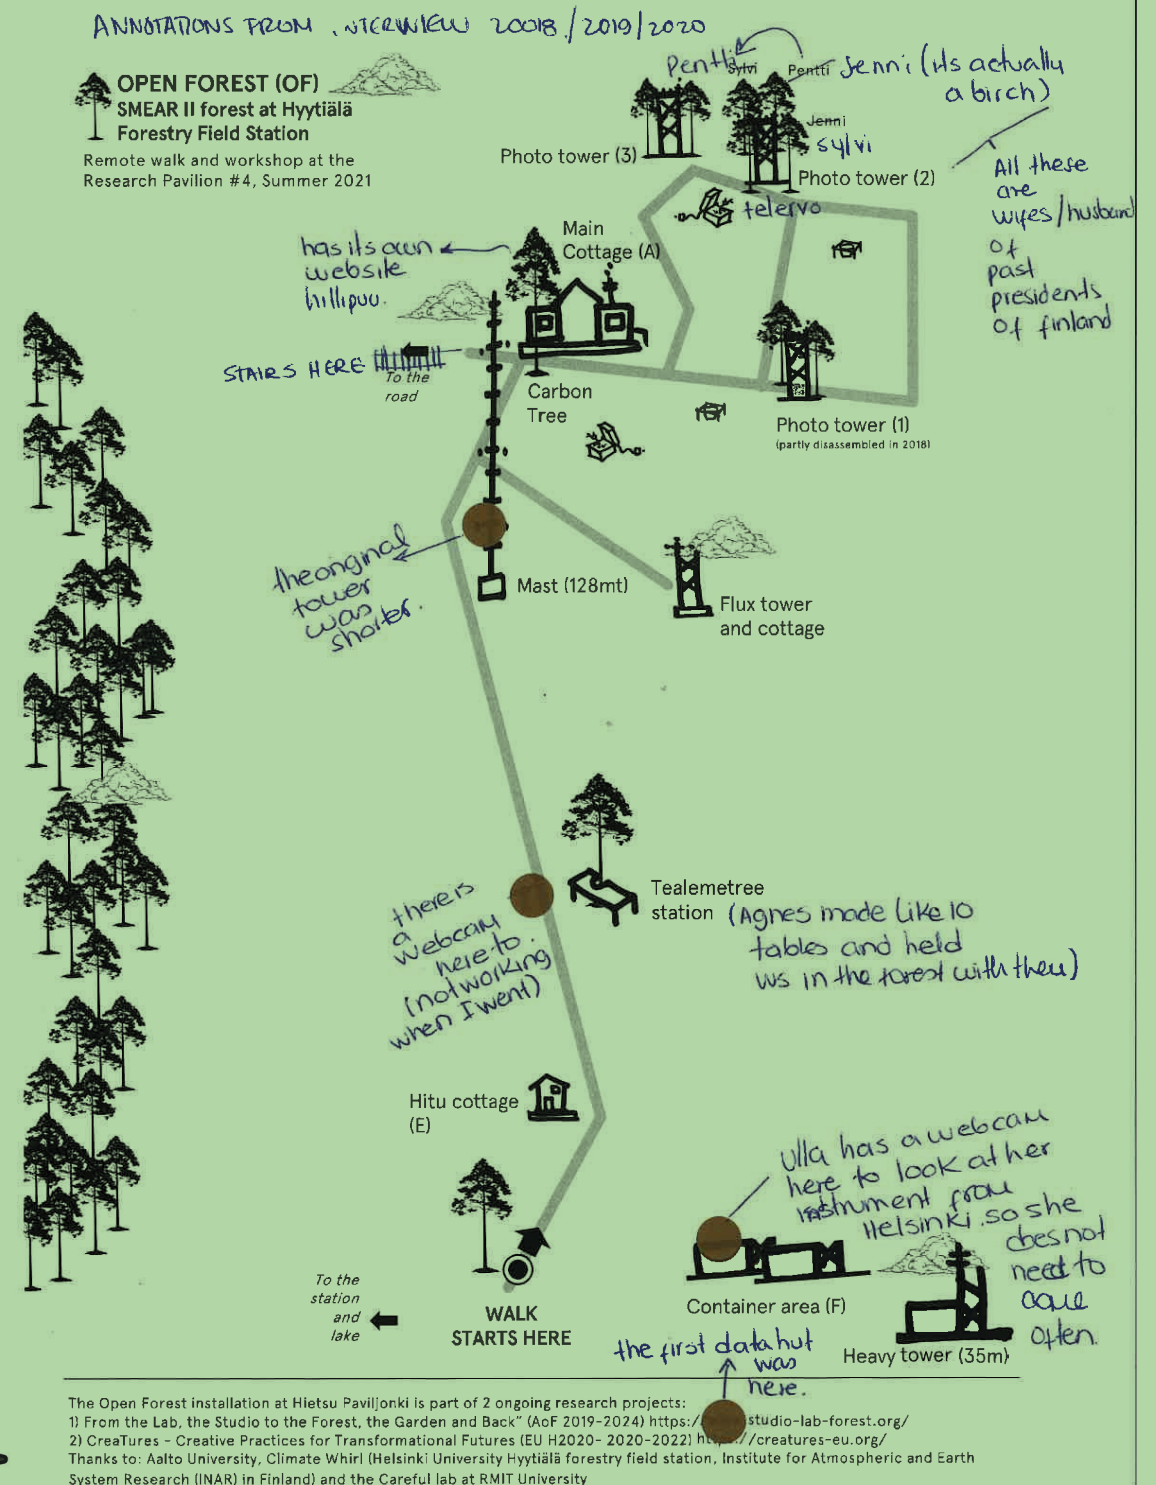 ANNOTATIONS FROM INTERVIEW 20018/2019/2020
OPEN FOREST (OF)
SMEAR II forest at Hyytiälä
Forestry Field Station
Remote walk and workshop at the
Research Pavilion #4, Summer 2021
Pentti
Sylvi
Pentti
Jenni (its actually
a birch)
Jenni
Sylvi
Photo tower (3)
Photo tower (2)
All these
are
wifes/husband
of
past
presidents
of finland
telervo
Main
Cottage (A)
has its own
website
hillipuu.
STAIRS HERE
To the
road
Carbon
Tree
Photo tower (1)
(partly disassembled in 2018)
the original
tower
was
shorter.
Mast (128mt)
Flux tower
and cottage
Tealemetree
station
(Agnes made like 10
tables and held
ws in the forest with them)
there is
a
webcam
here to.
(not working
when I went)
Hitu cottage
(E)
Ulla has a webcam
here to look at her
instrument from
Helsinki. so she
does not
need to
come
often.
To the
station
and
lake
WALK
STARTS HERE
Container area (F)
Heavy tower (35m)
the first data hut
was
here.
The Open Forest installation at Hietsu Paviljonki is part of 2 ongoing research projects:
1) From the Lab, the Studio to the Forest, the Garden and Back" (AoF 2019-2024) https:/ studio-lab-forest.org/
2) CreaTures - Creative Practices for Transformational Futures (EU H2020- 2020-2022) https://creatures-eu.org/
Thanks to: Aalto University, Climate Whirl (Helsinki University Hyytiälä forestry field station, Institute for Atmospheric and Earth
System Research (INAR) in Finland) and the Careful lab at RMIT University